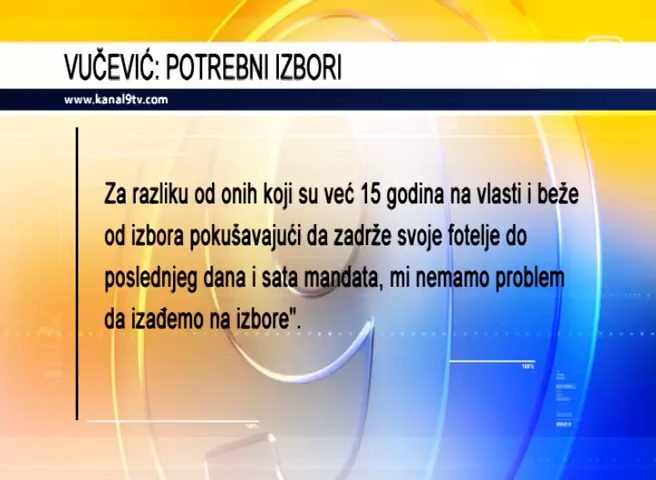 VUČEVIĆ: POTREBNI IZBORI
www.kanal9tv.com
Za razliku od onih koji su već 15 godina na vlasti i beže
od izbora pokušavajući da zadrže svoje fotelje do
poslednjeg dana i sata mandata, mi nemamo problem
da izađemo na izbore".
100%